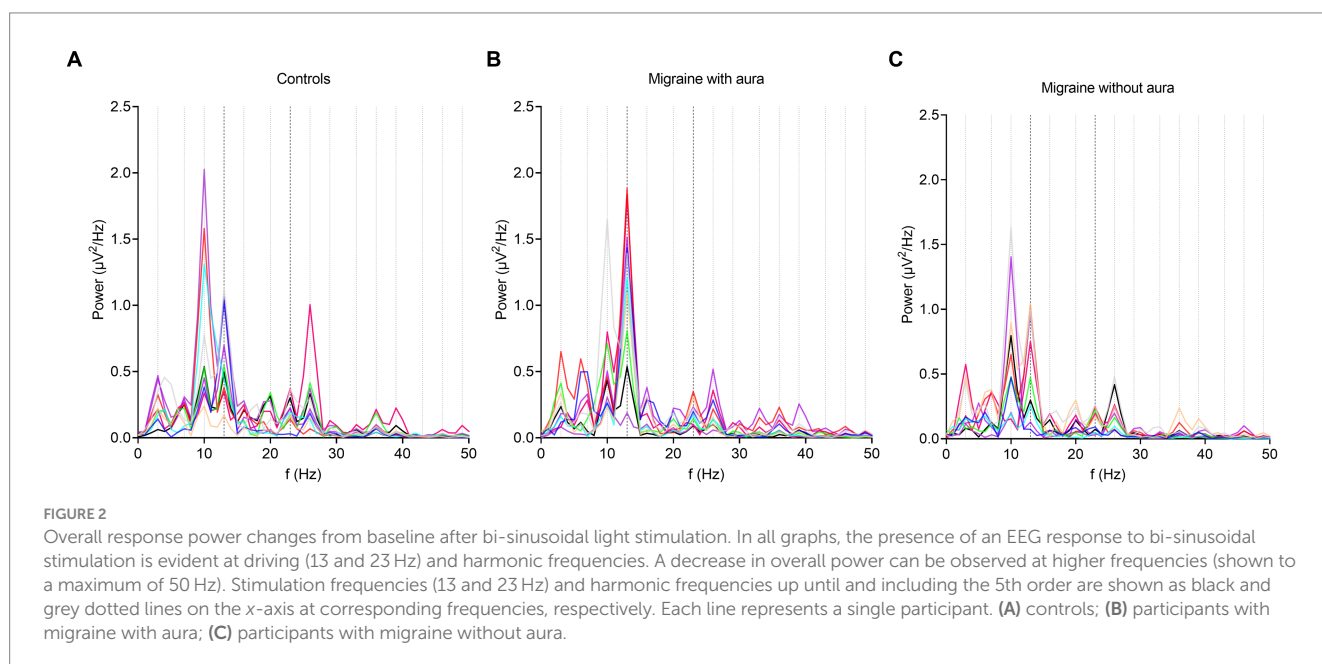 A
Controls
2.5
2.0
1.5
1.0
0.5
0.0
Power (µV²/Hz)
0 10 20 30 40 50
f (Hz)
B
Migraine with aura
2.5
2.0
1.5
1.0
0.5
0.0
Power (µV²/Hz)
0 10 20 30 40 50
f (Hz)
C
Migraine without aura
2.5
2.0
1.5
1.0
0.5
0.0
Power (µV²/Hz)
0 10 20 30 40 50
f (Hz)
FIGURE 2
Overall response power changes from baseline after bi-sinusoidal light stimulation. In all graphs, the presence of an EEG response to bi-sinusoidal
stimulation is evident at driving (13 and 23 Hz) and harmonic frequencies. A decrease in overall power can be observed at higher frequencies (shown to
a maximum of 50 Hz). Stimulation frequencies (13 and 23 Hz) and harmonic frequencies up until and including the 5th order are shown as black and
grey dotted lines on the x-axis at corresponding frequencies, respectively. Each line represents a single participant. (A) controls; (B) participants with
migraine with aura; (C) participants with migraine without aura.